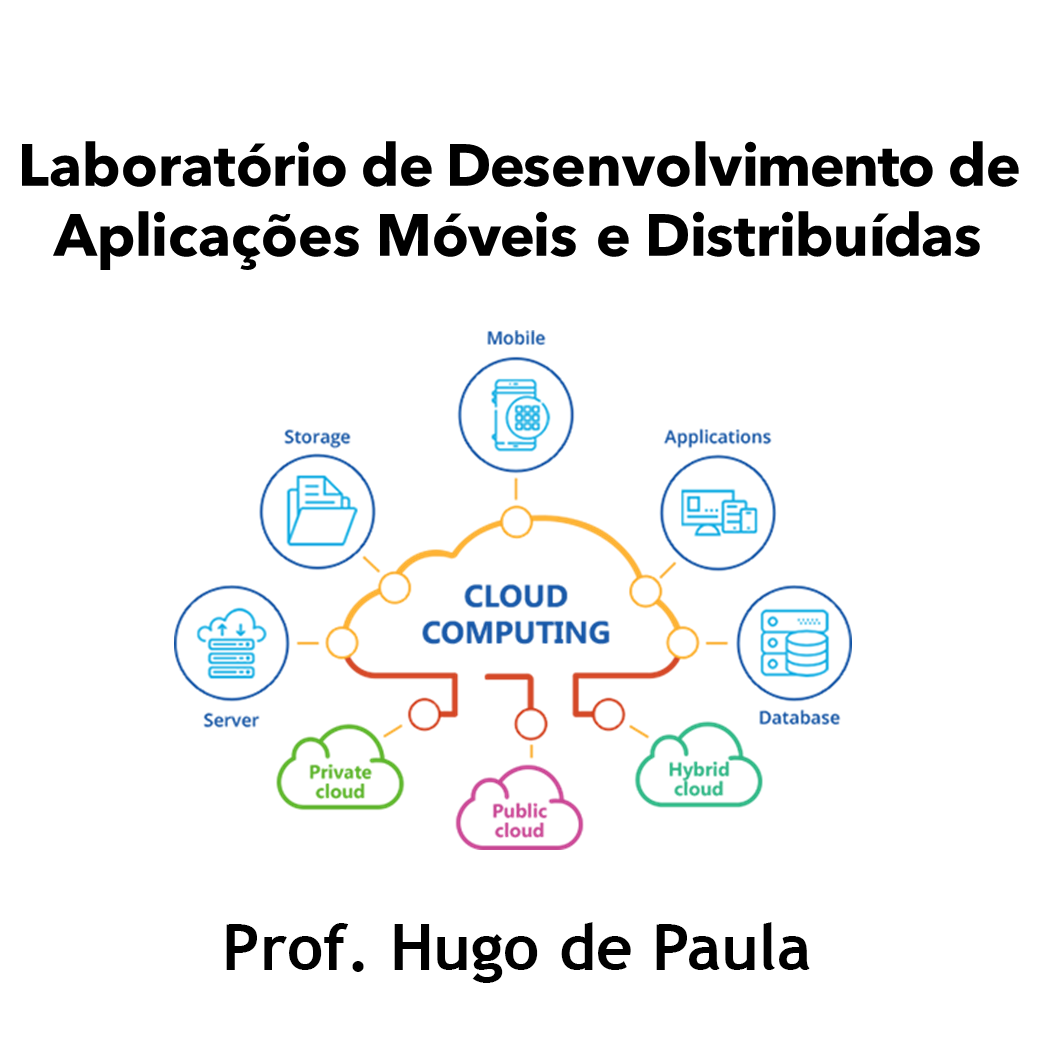 Laboratório de Desenvolvimento de
Aplicações Móveis e Distribuídas
Mobile
Storage
Applications
CLOUD
COMPUTING
Server
Database
Private
cloud
Public
cloud
Hybrid
cloud
Prof. Hugo de Paula